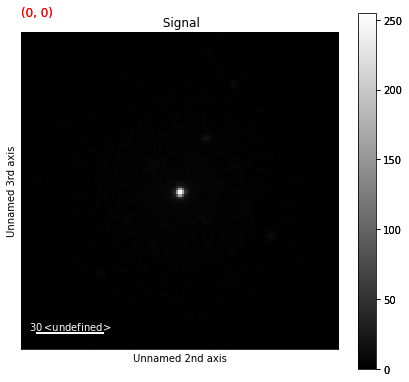 (0, 0)
Signal
250
200
150
100
50
0
Unnamed 3rd axis
30 <undefined>
Unnamed 2nd axis